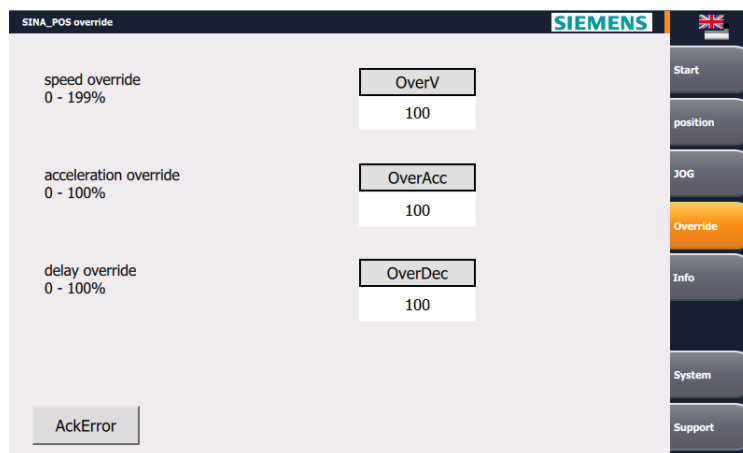 SINA_POS override
SIEMENS
speed override
0 - 199%
OverV
100
acceleration override
0 - 100%
OverAcc
100
delay override
0 - 100%
OverDec
100
AckError
Start
position
JOG
Override
Info
System
Support